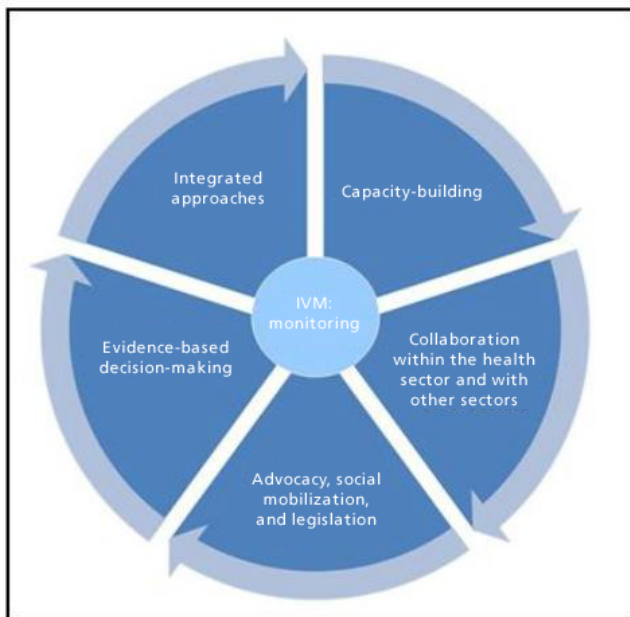 Integrated
approaches
Capacity-building
IVM:
monitoring
Evidence-based
decision-making
Collaboration
within the health
sector and with
other sectors
Advocacy, social
mobilization,
and legislation